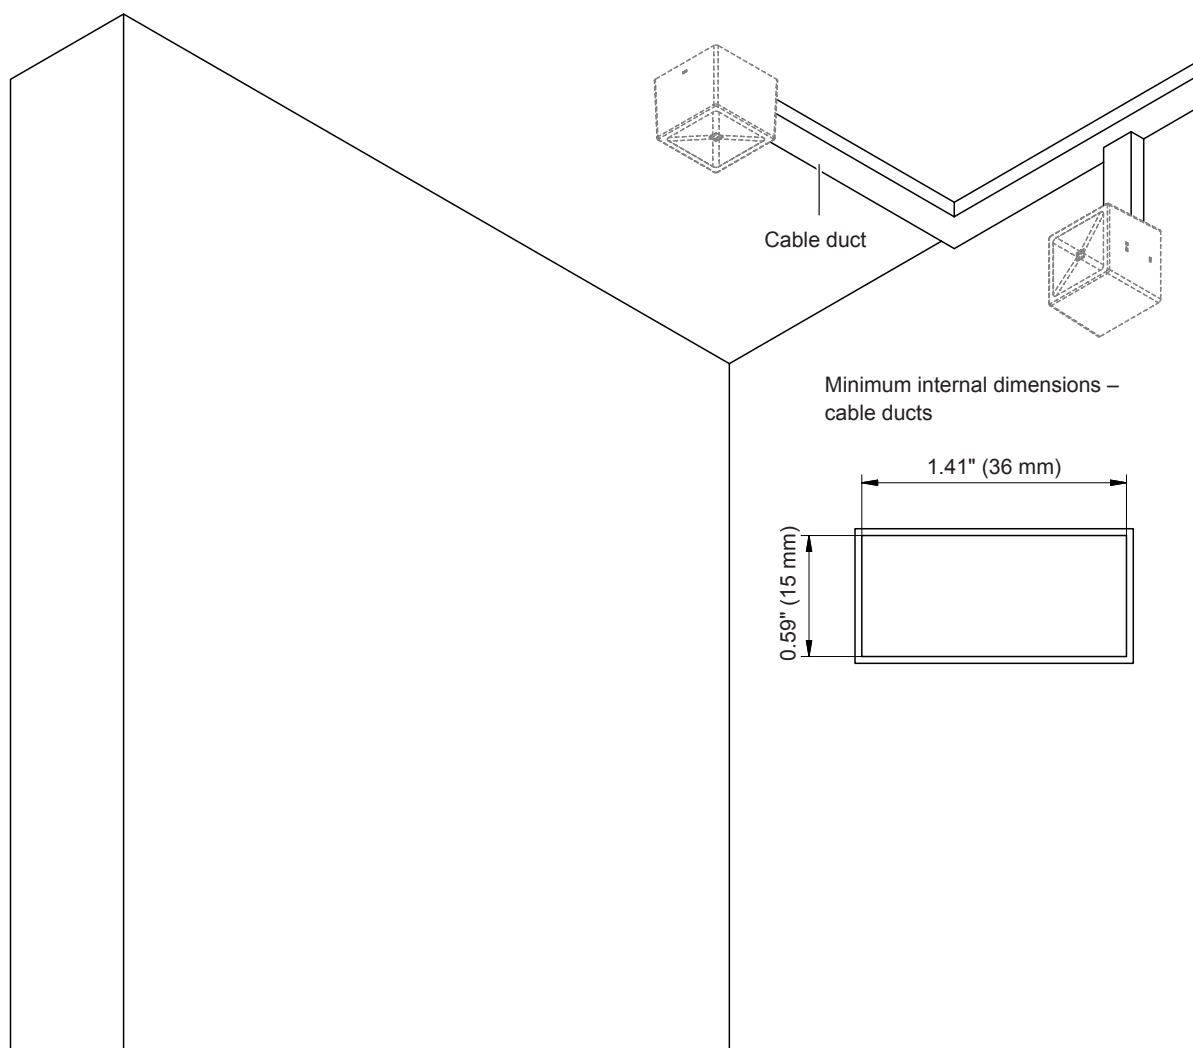 Cable duct
Minimum internal dimensions –
cable ducts
1.41" (36 mm)
0.59" (15 mm)